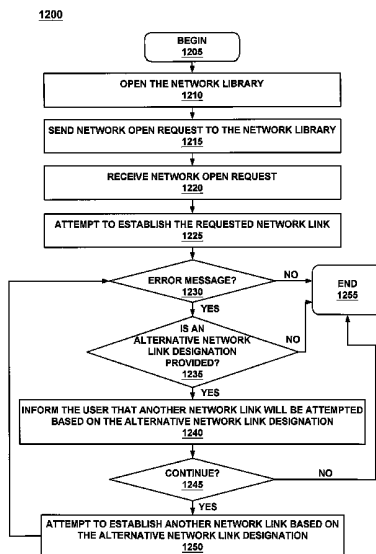 1200
BEGIN
1205
OPEN THE NETWORK LIBRARY
1210
SEND NETWORK OPEN REQUEST TO THE NETWORK LIBRARY
1215
RECEIVE NETWORK OPEN REQUEST
1220
ATTEMPT TO ESTABLISH THE REQUESTED NETWORK LINK
1225
ERROR MESSAGE?
1230
NO
END
1255
YES
IS AN
ALTERNATIVE NETWORK
LINK DESIGNATION
PROVIDED?
1235
NO
YES
INFORM THE USER THAT ANOTHER NETWORK LINK WILL BE ATTEMPTED
BASED ON THE ALTERNATIVE NETWORK LINK DESIGNATION
1240
CONTINUE?
1245
NO
YES
ATTEMPT TO ESTABLISH ANOTHER NETWORK LINK BASED ON
THE ALTERNATIVE NETWORK LINK DESIGNATION
1250